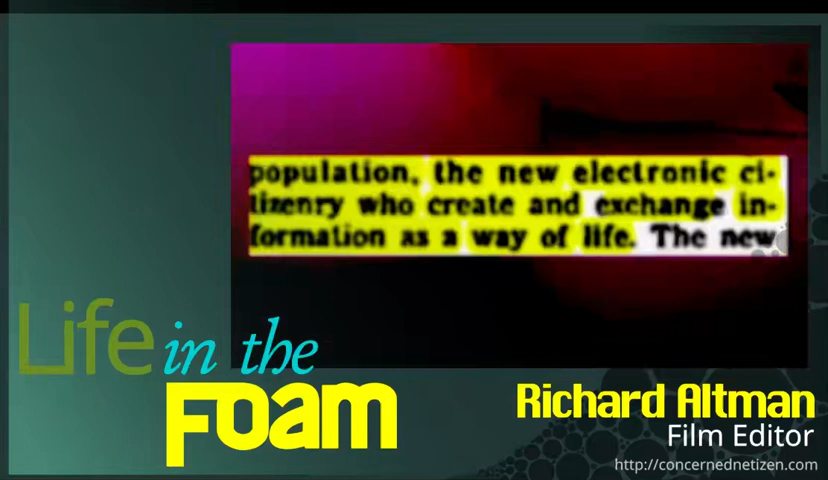 population, the new electronic ci-
tizenry who create and exchange in-
formation as a way of life. The new
Life in the
Foam
Richard Altman
Film Editor
http://concernednetizen.com